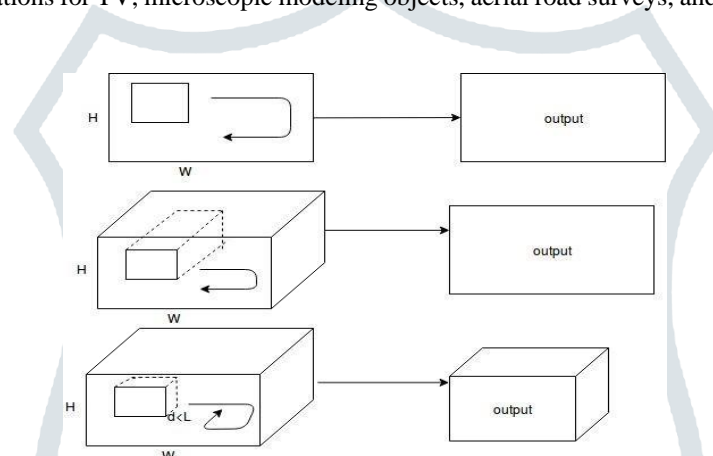 ations for TV, microscopic modeling objects, aerial road surveys, and
H
output
W
H
output
W
H
d<L
output
W